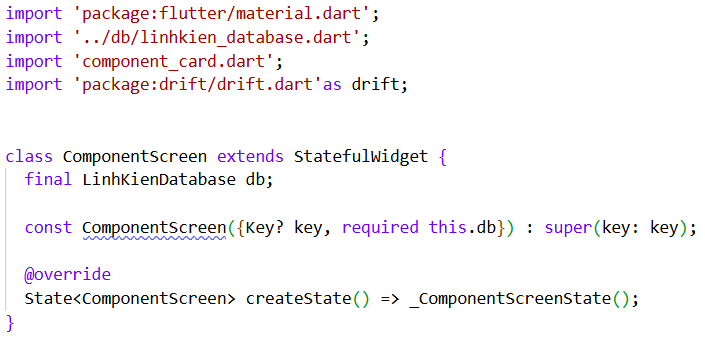 import 'package:flutter/material.dart';
import '../db/linhkien_database.dart';
import 'component_card.dart';
import 'package:drift/drift.dart'as drift;
class ComponentScreen extends StatefulWidget {
final LinhKienDatabase db;
const ComponentScreen({Key? key, required this.db}) : super(key: key);
@override
State<ComponentScreen> createState() => _ComponentScreenState();
}